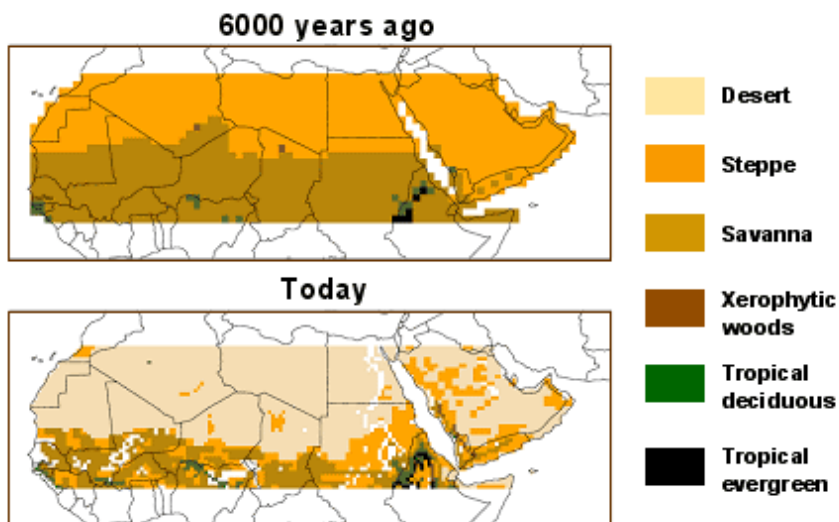 6000 years ago
Today
Desert
Steppe
Savanna
Xerophytic
woods
Tropical
deciduous
Tropical
evergreen